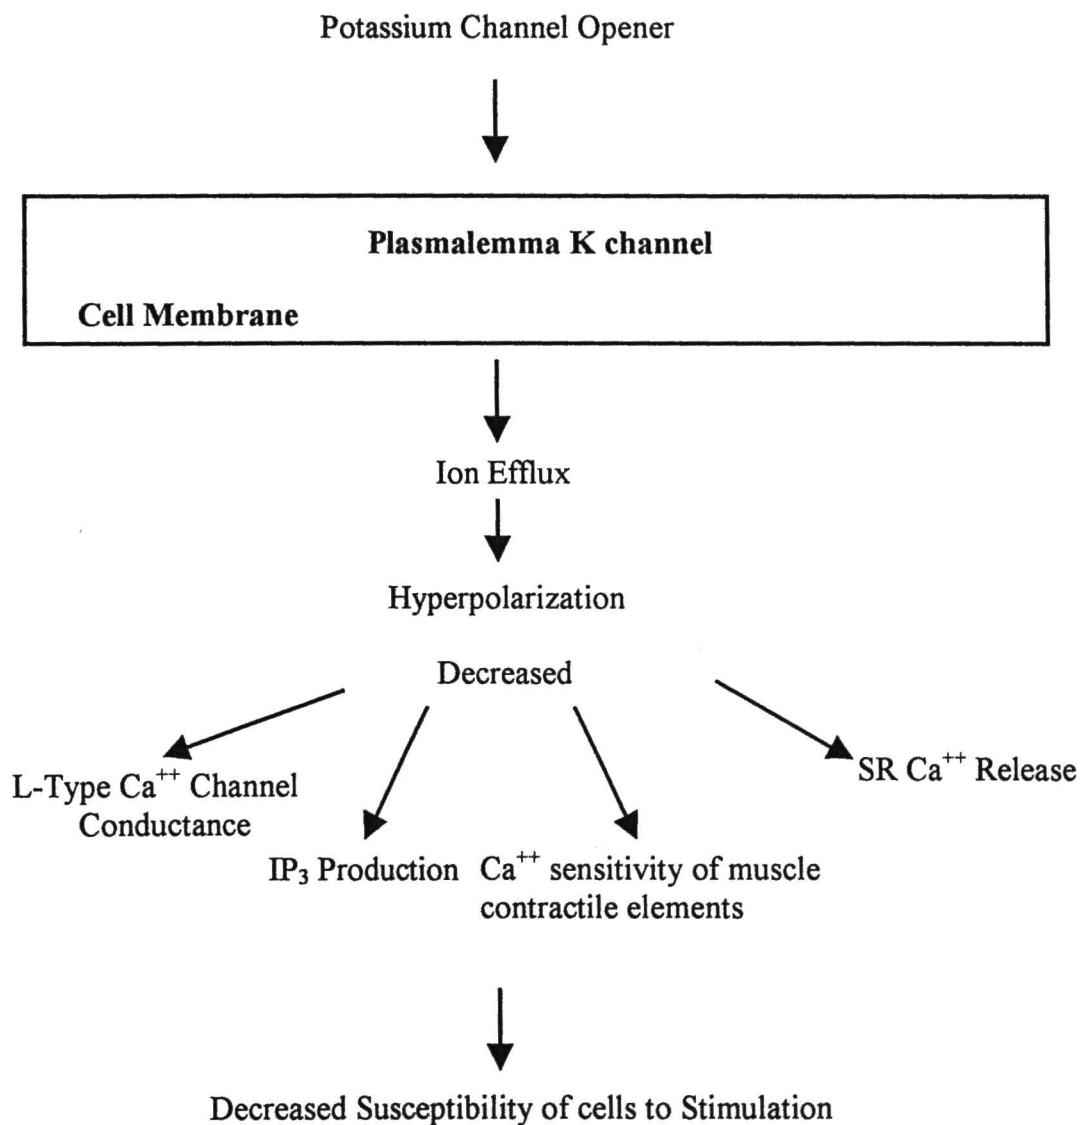 Potassium Channel Opener
Plasmalemma K channel
Cell Membrane
Ion Efflux
Hyperpolarization
Decreased
L-Type Ca⁺⁺ Channel
Conductance
SR Ca⁺⁺ Release
IP₃ Production
Ca⁺⁺ sensitivity of muscle
contractile elements
Decreased Susceptibility of cells to Stimulation